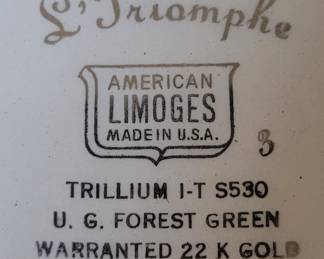 L'Triomphe
AMERICAN
LIMOGES
MADE IN U.S.A.
3
TRILLIUM I-T S530
U. G. FOREST GREEN
WARRANTED 22 K GOLD